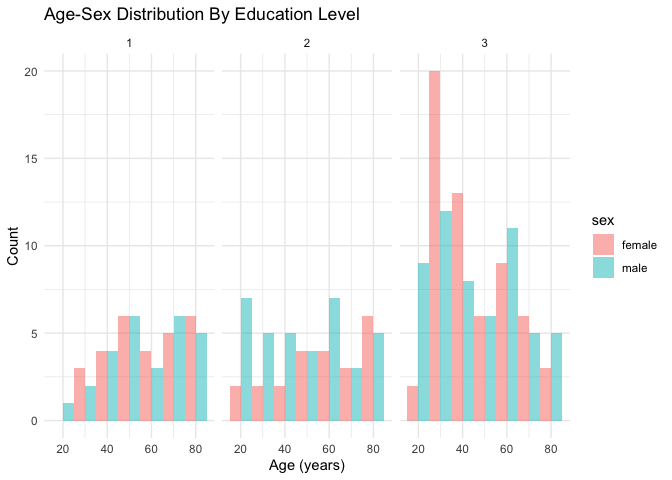 Age-Sex Distribution By Education Level
1 2 3
20
15
10
5
0
Count
20 40 60 80 20 40 60 80 20 40 60 80
Age (years)
sex
female
male